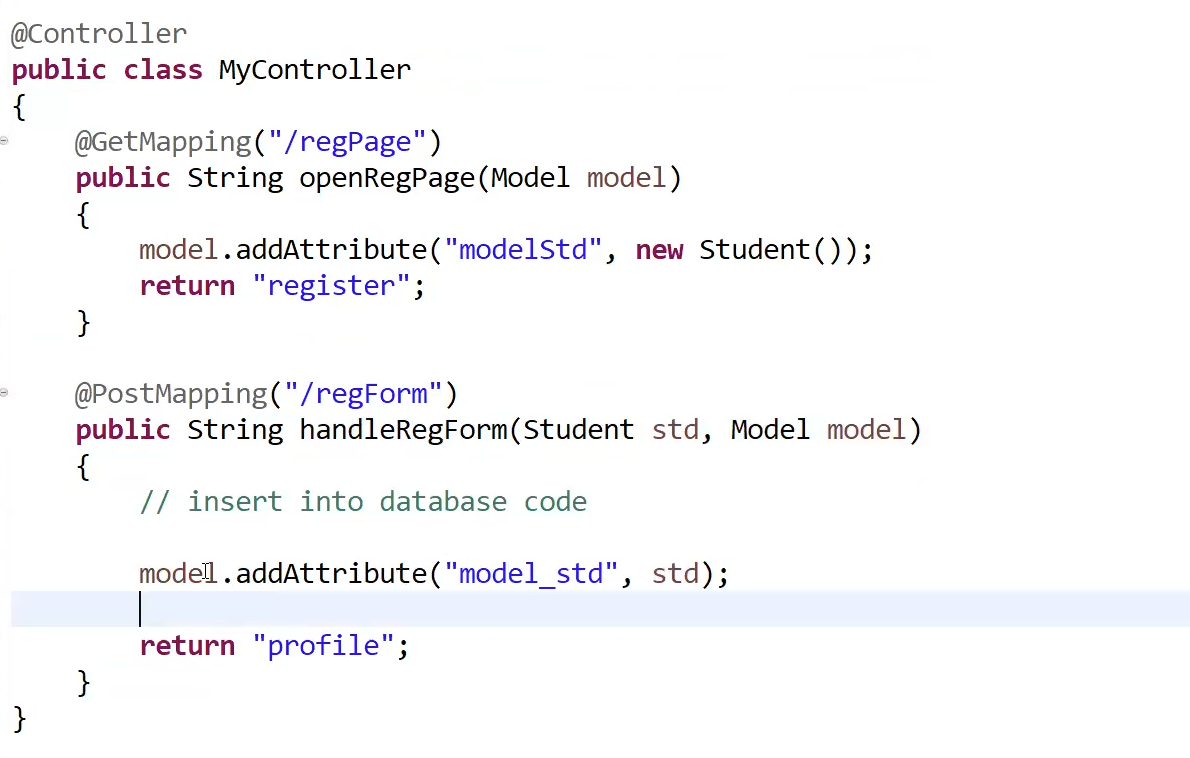 @Controller
public class MyController
{
    @GetMapping("/regPage")
    public String openRegPage(Model model)
    {
        model.addAttribute("modelStd", new Student());
        return "register";
    }
    @PostMapping("/regForm")
    public String handleRegForm(Student std, Model model)
    {
        // insert into database code
        model.addAttribute("model_std", std);
        return "profile";
    }
}